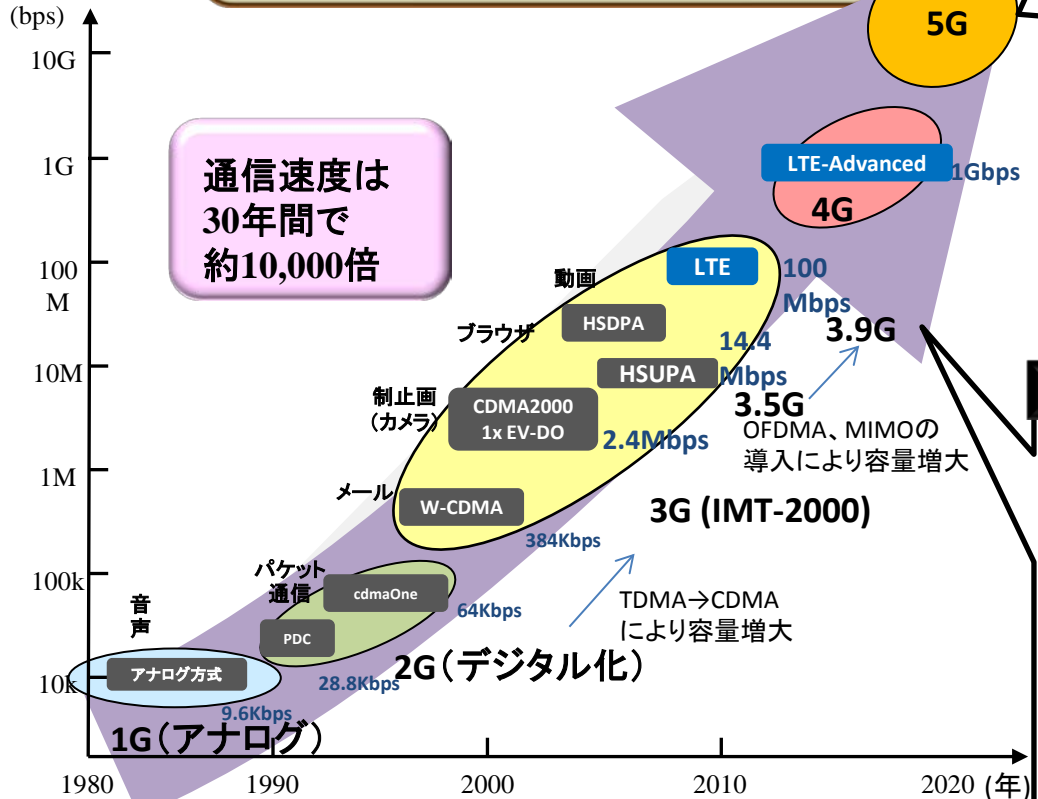 (bps)
10G
1G
100
M
10M
1M
100k
10k
1980
1990
2000
2010
2020
(年)
通信速度は
30年間で
約10,000倍
5G
LTE-Advanced
1Gbps
4G
LTE
100
Mbps
動画
HSDPA
ブラウザ
14.4
Mbps
3.9G
HSUPA
3.5G
制止画
(カメラ)
CDMA2000
1x EV-DO
2.4Mbps
OFDMA、MIMOの
導入により容量増大
メール
W-CDMA
384Kbps
3G (IMT-2000)
パケット
通信
cdmaOne
64Kbps
TDMA→CDMA
により容量増大
音
声
PDC
28.8Kbps
2G(デジタル化)
アナログ方式
9.6Kbps
1G(アナログ)